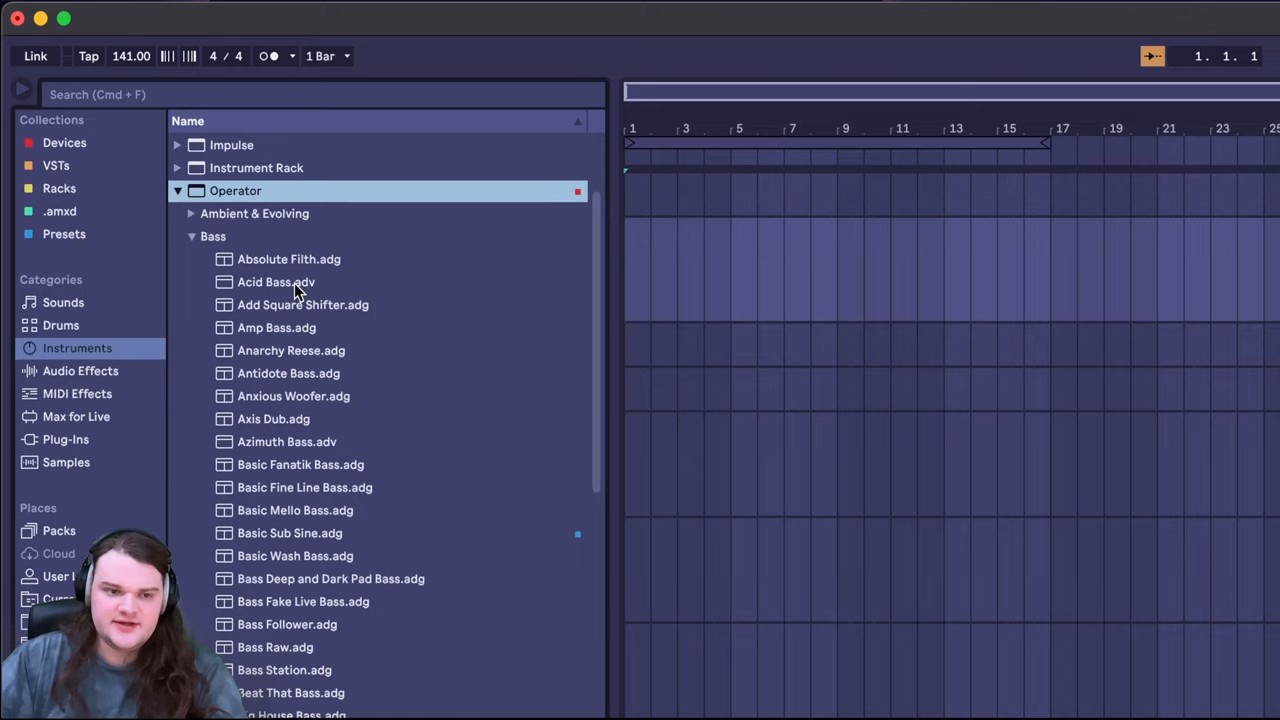 Link Tap 141.00 4 / 4 1 Bar 1. 1. 1
Search (Cmd + F)
Collections
Devices
VSTs
Racks
.amxd
Presets
Categories
Sounds
Drums
Instruments
Audio Effects
MIDI Effects
Max for Live
Plug-Ins
Samples
Places
Packs
Cloud
User
Name
Impulse
Instrument Rack
Operator
Ambient & Evolving
Bass
Absolute Filth.adg
Acid Bass.adv
Add Square Shifter.adg
Amp Bass.adg
Anarchy Reese.adg
Antidote Bass.adg
Anxious Woofer.adg
Axis Dub.adg
Azimuth Bass.adv
Basic Fanatik Bass.adg
Basic Fine Line Bass.adg
Basic Mello Bass.adg
Basic Sub Sine.adg
Basic Wash Bass.adg
Bass Deep and Dark Pad Bass.adg
Bass Fake Live Bass.adg
Bass Follower.adg
Bass Raw.adg
Bass Station.adg
Beat That Bass.adg
House Bass.adg
1 3 5 7 9 11 13 15 17 19 21 23 25